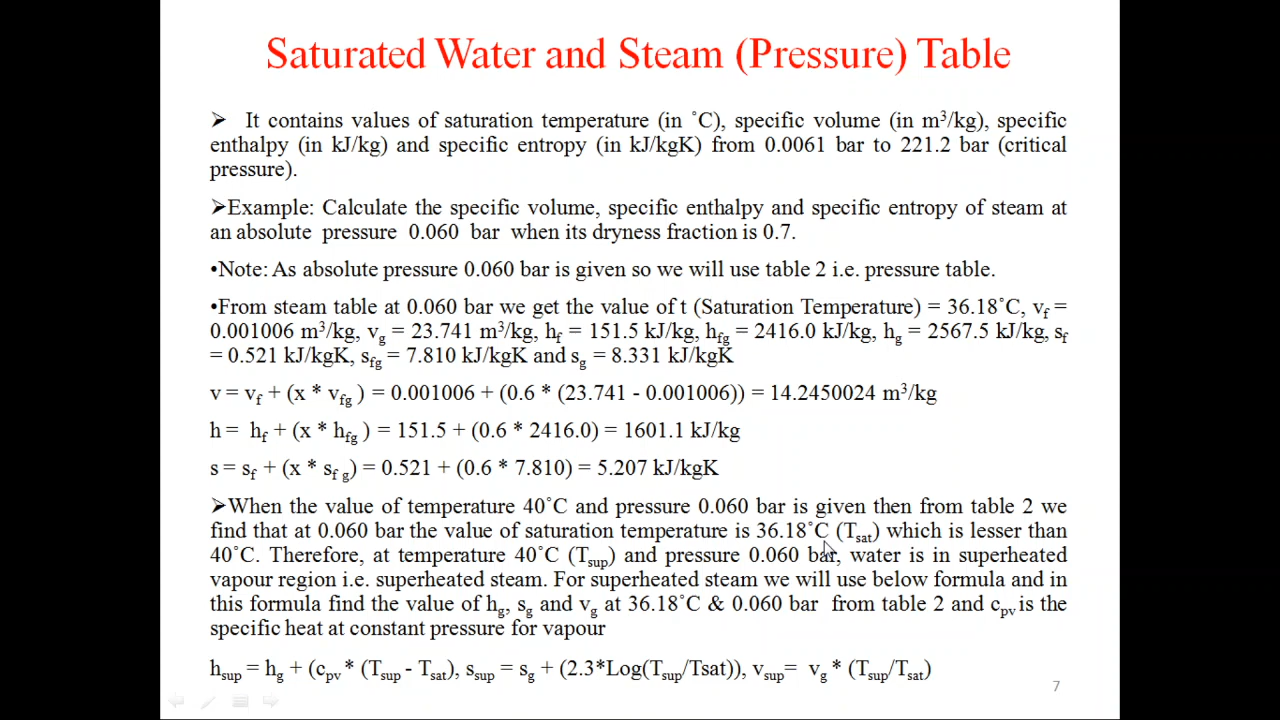 Saturated Water and Steam (Pressure) Table
➢ It contains values of saturation temperature (in ˚C), specific volume (in m³/kg), specific
enthalpy (in kJ/kg) and specific entropy (in kJ/kgK) from 0.0061 bar to 221.2 bar (critical
pressure).
➢Example: Calculate the specific volume, specific enthalpy and specific entropy of steam at
an absolute pressure 0.060 bar when its dryness fraction is 0.7.
•Note: As absolute pressure 0.060 bar is given so we will use table 2 i.e. pressure table.
•From steam table at 0.060 bar we get the value of t (Saturation Temperature) = 36.18˚C, vf =
0.001006 m³/kg, vg = 23.741 m³/kg, hf = 151.5 kJ/kg, hfg = 2416.0 kJ/kg, hg = 2567.5 kJ/kg, sf
= 0.521 kJ/kgK, sfg = 7.810 kJ/kgK and sg = 8.331 kJ/kgK
v = vf + (x * vfg ) = 0.001006 + (0.6 * (23.741 - 0.001006)) = 14.2450024 m³/kg
h = hf + (x * hfg ) = 151.5 + (0.6 * 2416.0) = 1601.1 kJ/kg
s = sf + (x * sf g) = 0.521 + (0.6 * 7.810) = 5.207 kJ/kgK
➢When the value of temperature 40˚C and pressure 0.060 bar is given then from table 2 we
find that at 0.060 bar the value of saturation temperature is 36.18˚C (Tsat) which is lesser than
40˚C. Therefore, at temperature 40˚C (Tsup) and pressure 0.060 bar, water is in superheated
vapour region i.e. superheated steam. For superheated steam we will use below formula and in
this formula find the value of hg, sg and vg at 36.18˚C & 0.060 bar from table 2 and cpv is the
specific heat at constant pressure for vapour
hsup = hg + (cpv * (Tsup - Tsat), ssup = sg + (2.3*Log(Tsup/Tsat)), vsup= vg * (Tsup/Tsat)
7